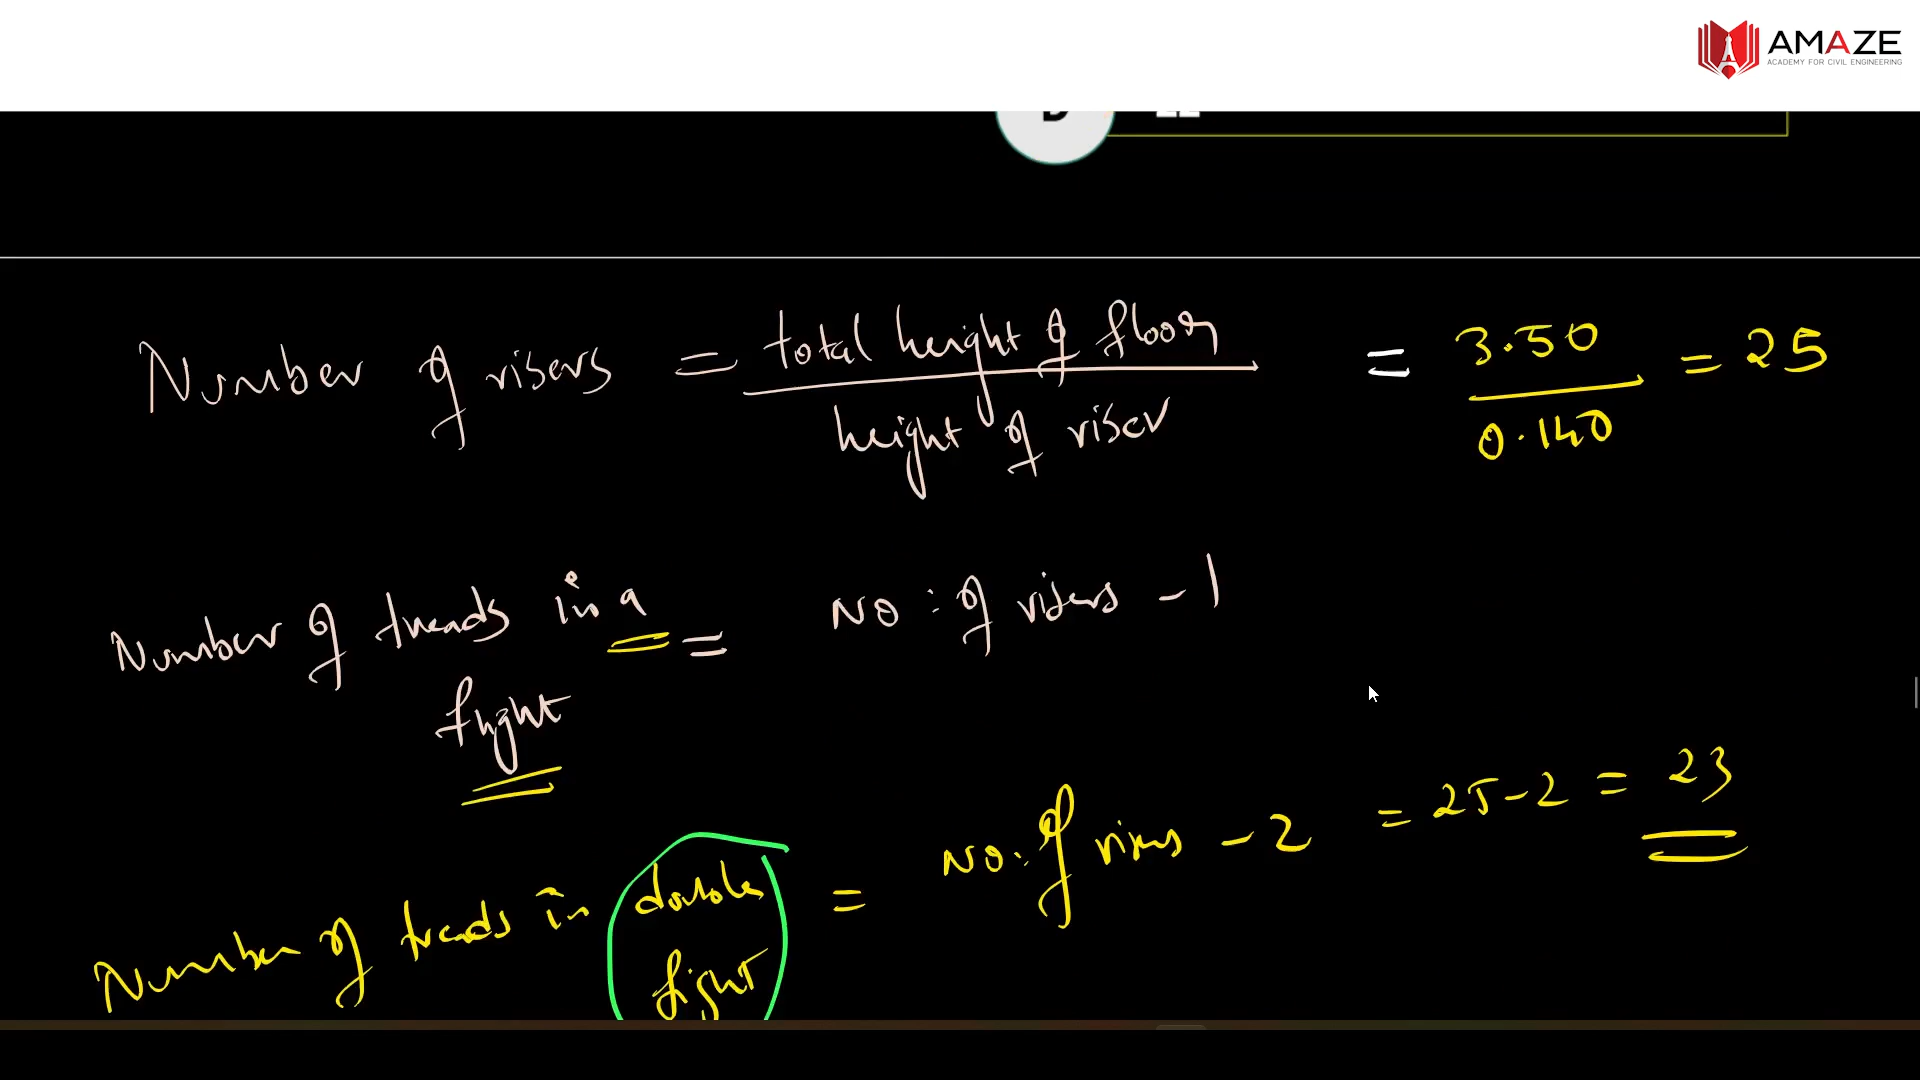 AMAZE
ACADEMY FOR CIVIL ENGINEERING
Number of risers = total height of floor / height of riser = 3.50 / 0.140 = 25
Number of treads in a flight = NO: of risers - 1
Number of treads in double flight = NO: of risers - 2 = 25 - 2 = 23